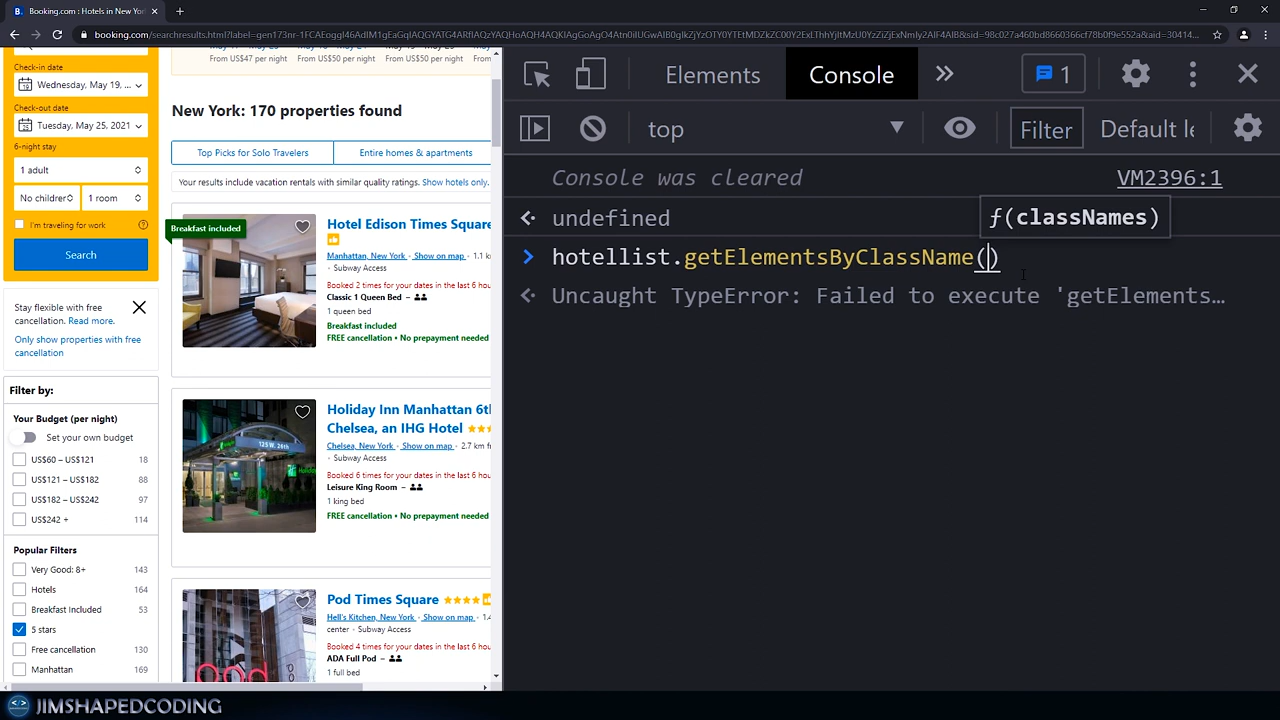 Booking.com : Hotels in New Yor
booking.com/searchresults.html?label=
Check-in date
Wednesday, May 19, ...
Check-out date
Tuesday, May 25, 2021
6-night stay
1 adult
No children
1 room
I'm traveling for work
Search
Stay flexible with free
cancellation. Read more.
Only show properties with free
cancellation
Filter by:
Your Budget (per night)
Set your own budget
US$60 – US$121 18
US$121 – US$182 88
US$182 – US$242 97
US$242 + 114
Popular Filters
Very Good: 8+ 143
Hotels 164
Breakfast Included 53
5 stars
Free cancellation 130
Manhattan 169
From US$47 per night
From US$50 per night
From US$50 per night
From
New York: 170 properties found
Top Picks for Solo Travelers
Entire homes & apartments
Your results include vacation rentals with similar quality ratings. Show hotels only.
Breakfast included
Hotel Edison Times Square
Manhattan, New York · Show on map · 1.1 k
· Subway Access
Booked 2 times for your dates in the last 6 hou
Classic 1 Queen Bed –
1 queen bed
Breakfast included
FREE cancellation • No prepayment needed
125 W. 26th
Holiday Inn Manhattan 6th
Chelsea, an IHG Hotel
Chelsea, New York · Show on map · 2.7 km fr
· Subway Access
Booked 6 times for your dates in the last 6 hou
Leisure King Room –
1 king bed
FREE cancellation • No prepayment needed
pod
Pod Times Square
Hell's Kitchen, New York · Show on map · 1.4
center · Subway Access
Booked 4 times for your dates in the last 6 hou
ADA Full Pod –
1 full bed
Elements
Console
1
top
Filter
Default
Console was cleared VM2396:1
undefined
ƒ(classNames)
hotellist.getElementsByClassName()
Uncaught TypeError: Failed to execute 'getElements…
JIMSHAPEDCODING